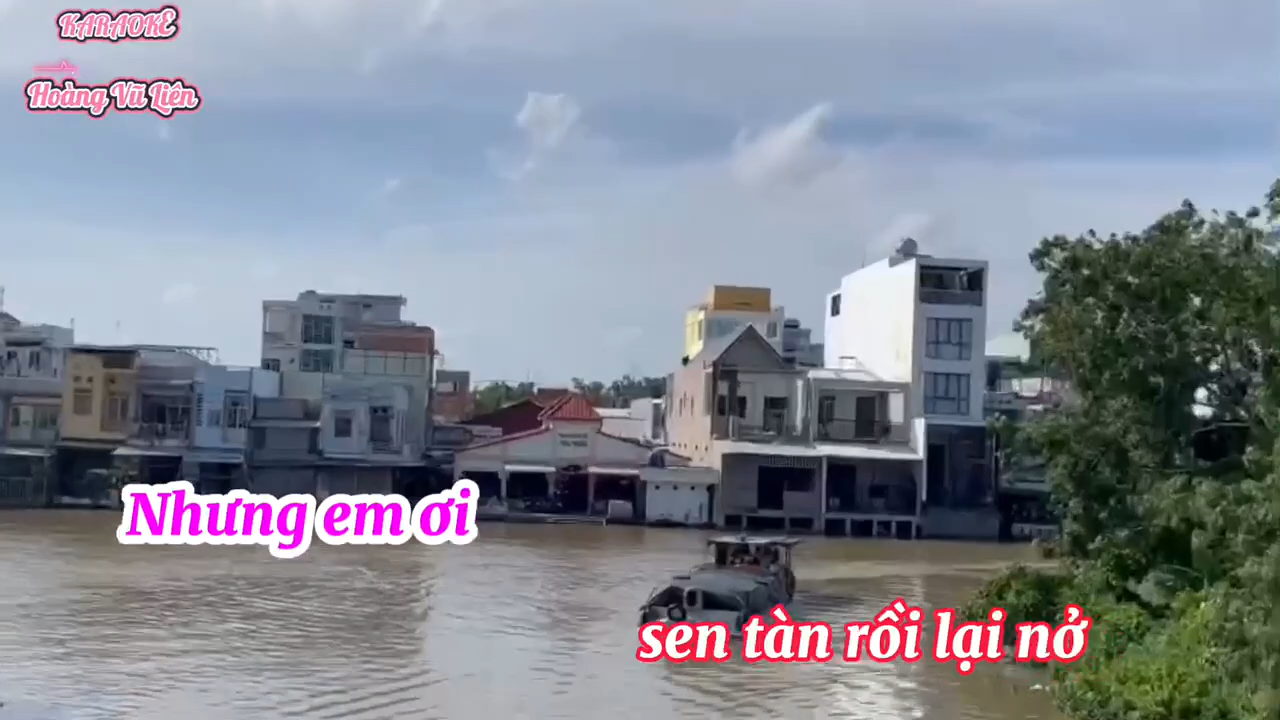 KARAOKE
Hoàng Vũ Liên
Nhưng em ơi
sen tàn rồi lại nở